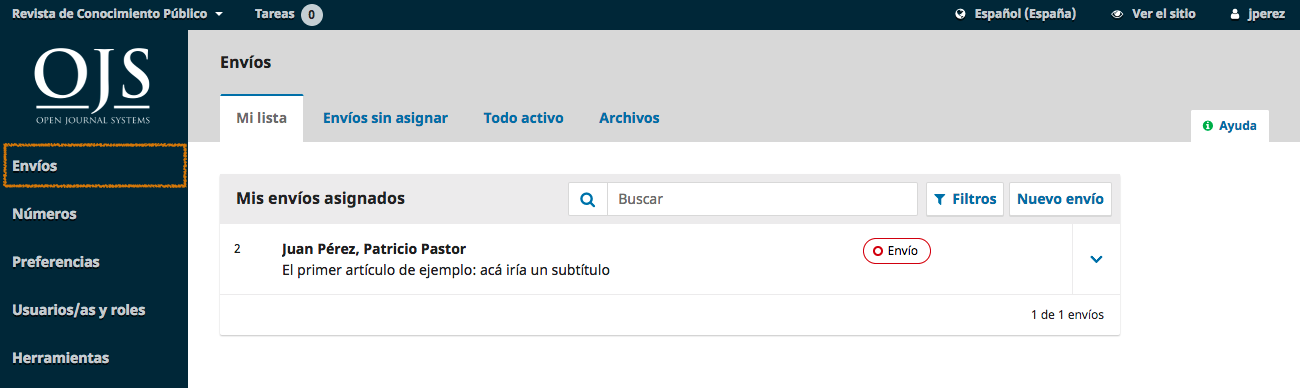 Revista de Conocimiento Público Tareas 0 Español (España) Ver el sitio jperez
OJS
OPEN JOURNAL SYSTEMS
Envíos
Números
Preferencias
Usuarios/as y roles
Herramientas
Envíos
Mi lista Envíos sin asignar Todo activo Archivos Ayuda
Mis envíos asignados Buscar Filtros Nuevo envío
2 Juan Pérez, Patricio Pastor Envío
El primer artículo de ejemplo: acá iría un subtítulo
1 de 1 envíos